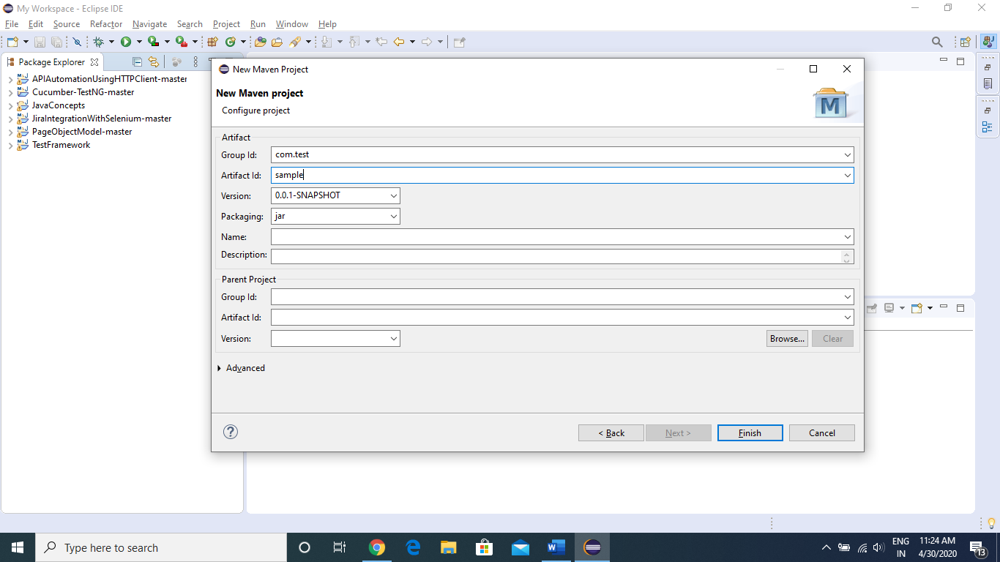 My Workspace - Eclipse IDE
File Edit Source Refactor Navigate Search Project Run Window Help
Package Explorer
APIAutomationUsingHTTPClient-master
Cucumber-TestNG-master
JavaConcepts
JiraIntegrationWithSelenium-master
PageObjectModel-master
TestFramework
New Maven Project
New Maven project
Configure project
M
Artifact
Group Id: com.test
Artifact Id: sample
Version: 0.0.1-SNAPSHOT
Packaging: jar
Name:
Description:
Parent Project
Group Id:
Artifact Id:
Version:
Browse... Clear
Advanced
? < Back Next > Finish Cancel
Type here to search
ENG
IN
11:24 AM
4/30/2020
13